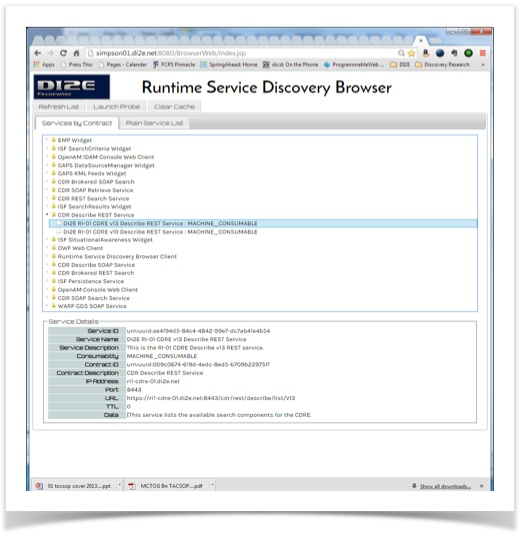 simpson01.di2e.net:8080/BrowserWeb/index.jsp
Apps Press This Pages - Calendar FCPS Pinnacle SpringAhead: Home xkcd: On the Phone ProgrammableWeb ... DI2E Discovery Research »
DI2E
FRAMEWORK
Runtime Service Discovery Browser
Refresh List Launch Probe Clear Cache
Services by Contract Plain Service List
EMP Widget
ISF SearchCriteria Widget
OpenAM IDAM Console Web Client
GAPS DataSourceManager Widget
GAPS KML Feeds Widget
CDR Brokered SOAP Search
CDR SOAP Retrieve Service
CDR REST Search Service
ISF SearchResults Widget
CDR Describe REST Service
DI2E RI-01 CDRE v13 Describe REST Service : MACHINE_CONSUMABLE
DI2E RI-01 CDRE v10 Describe REST Service : MACHINE_CONSUMABLE
ISF SituationalAwareness Widget
OWF Web Client
Runtime Service Discovery Browser Client
CDR Describe SOAP Service
CDR Brokered REST Search
ISF Persistence Service
OpenAM Console Web Client
CDR SOAP Search Service
WARP GDS SOAP Service
Service Details
Service ID urn:uuid:ae4f94d5-84c4-4842-99e7-dc7ab41e4b54
Service Name DI2E RI-01 CDRE v13 Describe REST Service
Service Description This is the RI-01 CDRE Describe v13 REST service.
Consumability MACHINE_CONSUMABLE
Contract ID urn:uuid:009c0674-619d-4edc-8ed5-b709b22975ff
Contract Description CDR Describe REST Service
IP Address ri1-cdre-01.di2e.net
Port 8443
URL https://ri1-cdre-01.di2e.net:8443/cdr/rest/describe/list/V13
TTL 0
Data [This service lists the available search components for the CDRE.
01 tocsop cover 2013....ppt MCTOG Bn TACSOP....pdf Show all downloads...